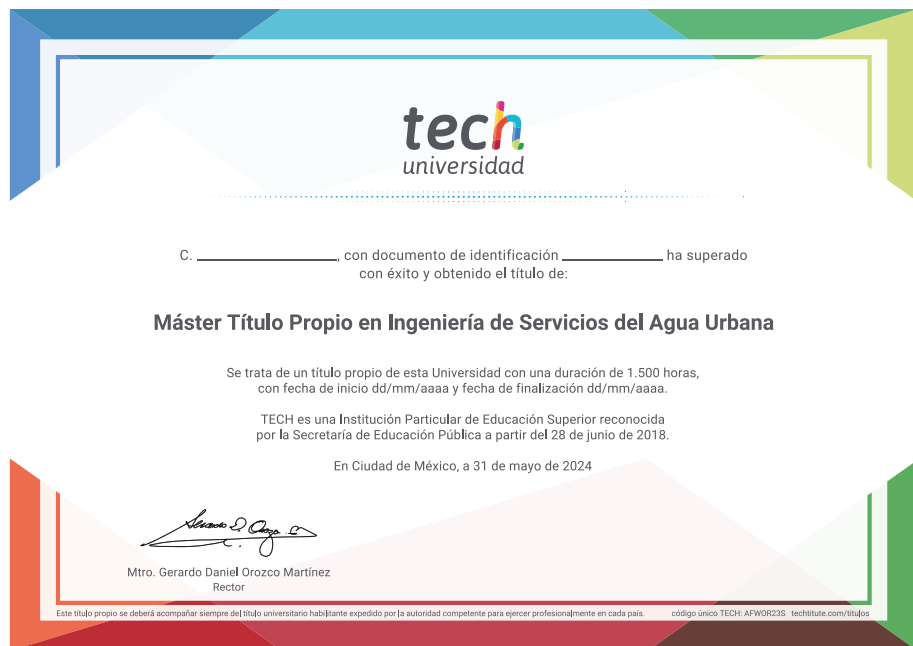 tech
universidad
C. ____________________, con documento de identificación ______________ ha superado
con éxito y obtenido el título de:
Máster Título Propio en Ingeniería de Servicios del Agua Urbana
Se trata de un título propio de esta Universidad con una duración de 1.500 horas,
con fecha de inicio dd/mm/aaaa y fecha de finalización dd/mm/aaaa.
TECH es una Institución Particular de Educación Superior reconocida
por la Secretaría de Educación Pública a partir del 28 de junio de 2018.
En Ciudad de México, a 31 de mayo de 2024
Mtro. Gerardo Daniel Orozco Martínez
Rector
Este título propio se deberá acompañar siempre del título universitario habilitante expedido por la autoridad competente para ejercer profesionalmente en cada país. código único TECH: AFWOR23S techtitute.com/titulos